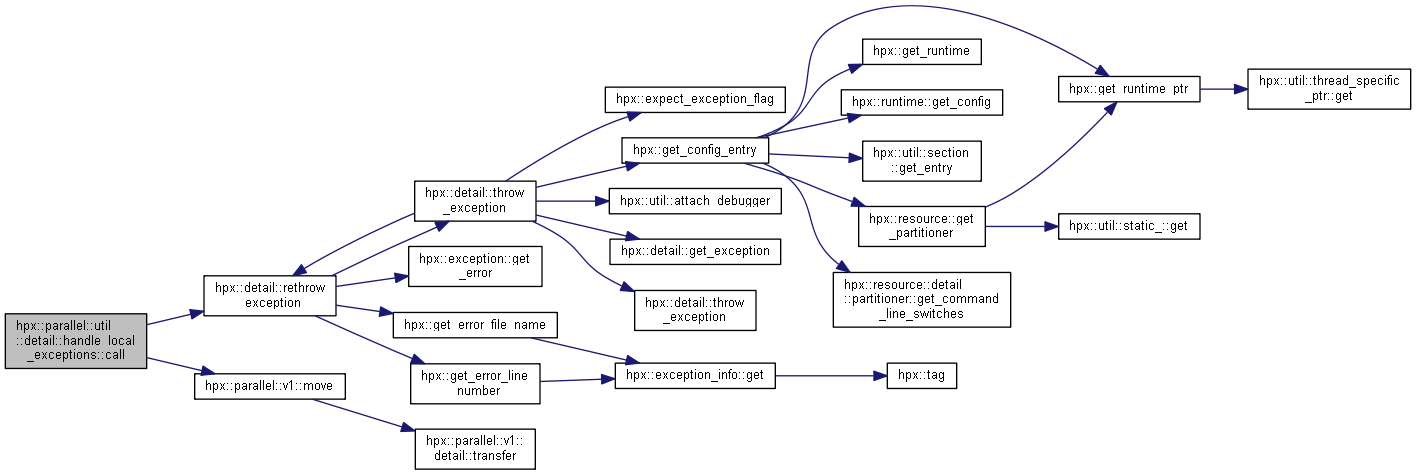 hpx::parallel::util
::detail::handle_local
_exceptions::call
hpx::detail::rethrow
_exception
hpx::parallel::v1::move
hpx::detail::throw
_exception
hpx::exception::get
_error
hpx::get_error_file_name
hpx::get_error_line
_number
hpx::parallel::v1::
detail::transfer
hpx::expect_exception_flag
hpx::get_config_entry
hpx::util::attach_debugger
hpx::detail::get_exception
hpx::detail::throw
_exception
hpx::exception_info::get
hpx::get_runtime
hpx::runtime::get_config
hpx::util::section
::get_entry
hpx::resource::get
_partitioner
hpx::resource::detail
::partitioner::get_command
_line_switches
hpx::tag
hpx::get_runtime_ptr
hpx::util::static_::get
hpx::util::thread_specific
_ptr::get